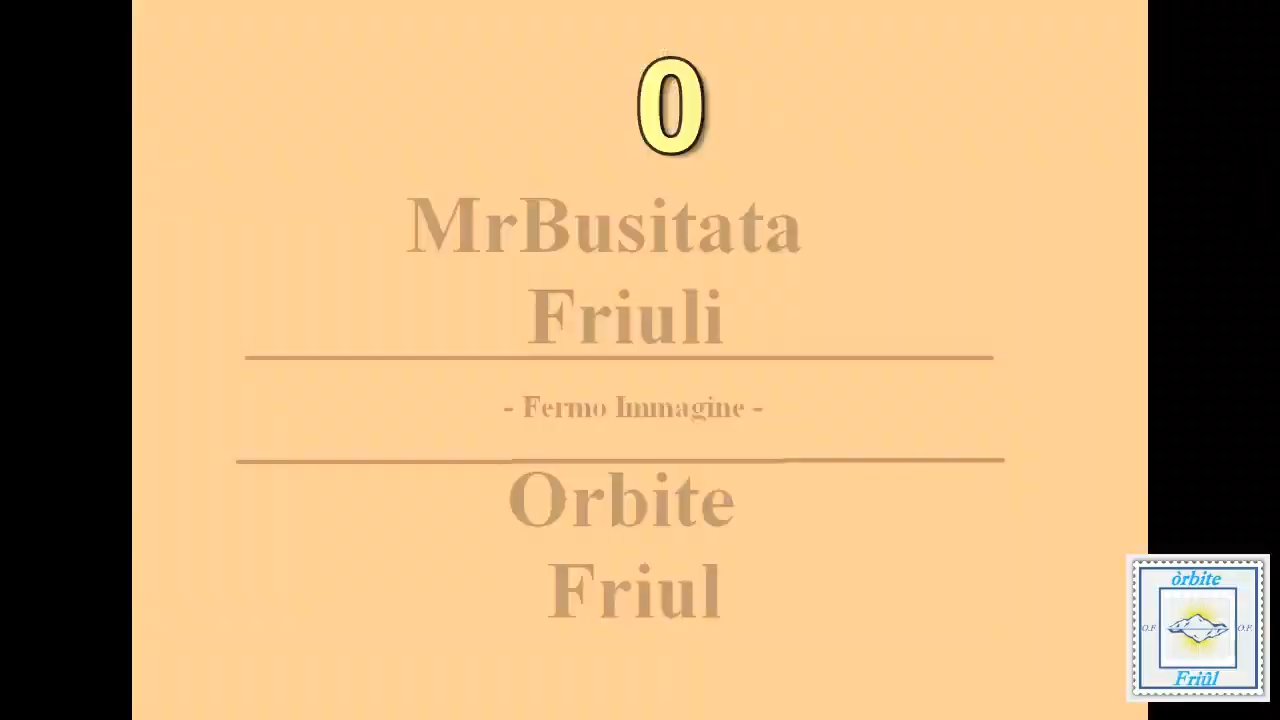 0
MrBusitata
Friuli
- Fermo Immagine -
Orbite
Friul
òrbite
O.F. O.F.
Friûl